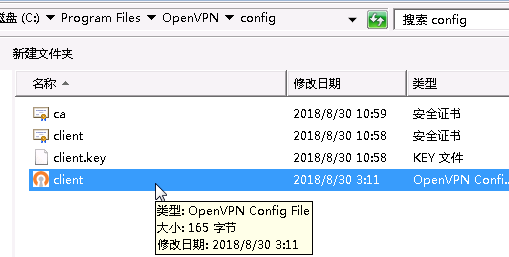 磁盘 (C:) ▾ Program Files ▾ OpenVPN ▾ config
搜索 config
新建文件夹
名称 修改日期 类型
ca 2018/8/30 10:59 安全证书
client 2018/8/30 10:58 安全证书
client.key 2018/8/30 10:58 KEY 文件
client 2018/8/30 3:11 OpenVPN Confi...
类型: OpenVPN Config File
大小: 165 字节
修改日期: 2018/8/30 3:11